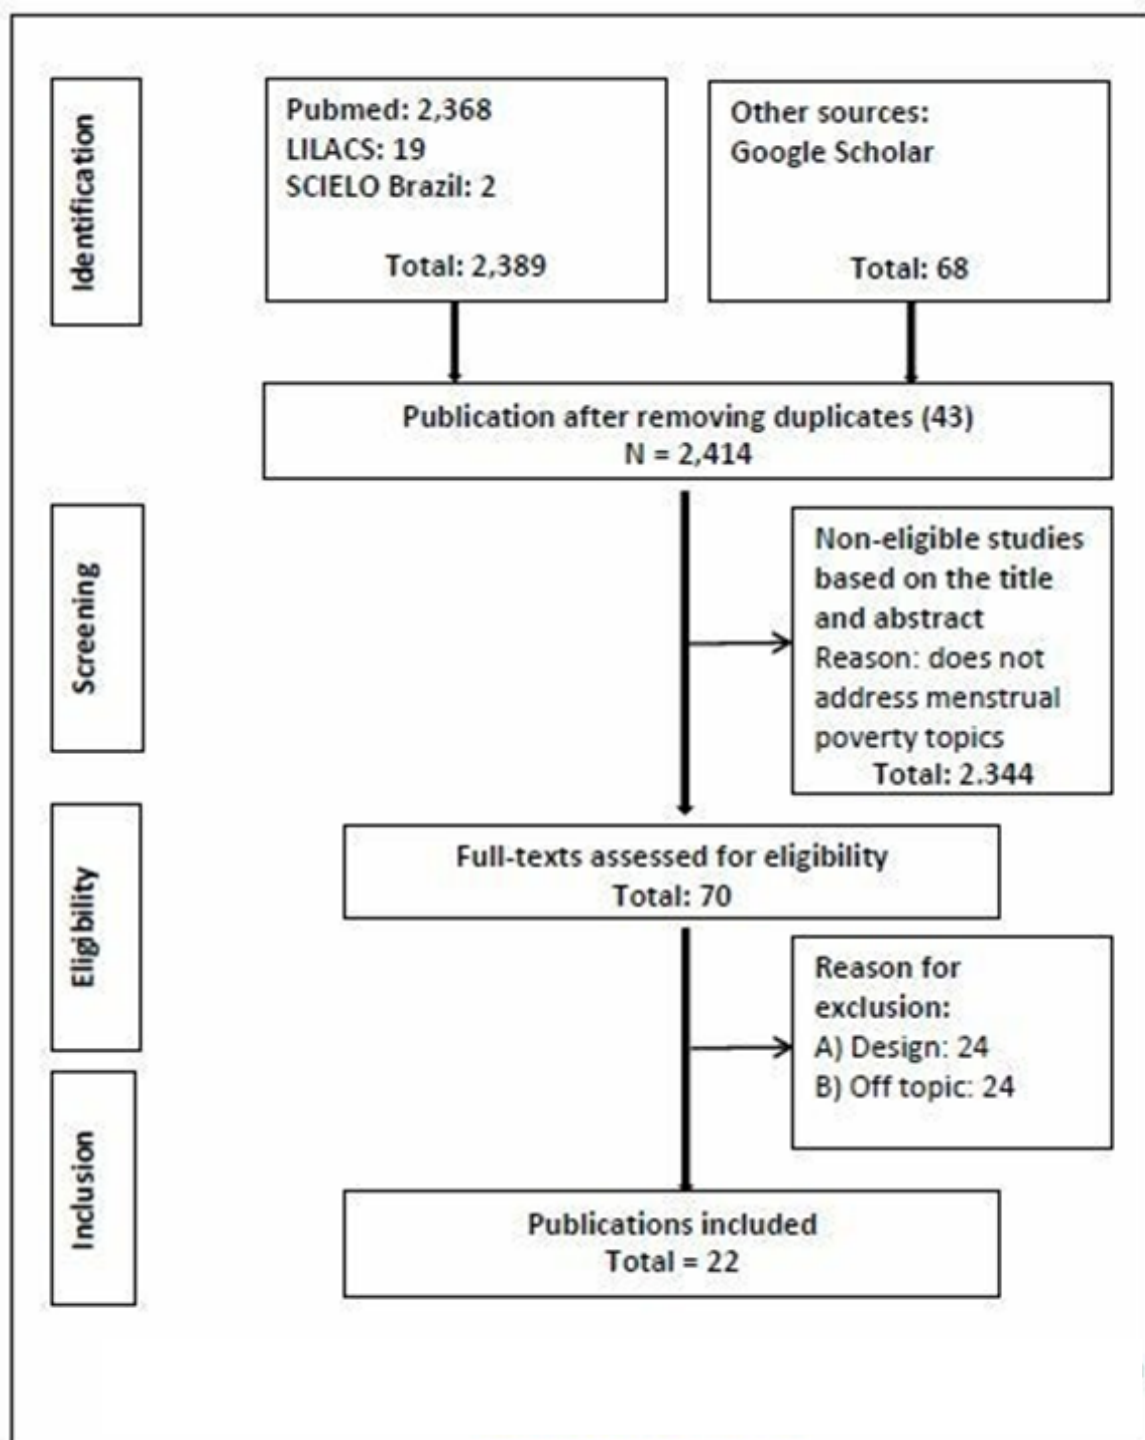 Identification
Pubmed: 2,368
LILACS: 19
SCIELO Brazil: 2
Total: 2,389
Other sources:
Google Scholar
Total: 68
Publication after removing duplicates (43)
N = 2,414
Screening
Non-eligible studies
based on the title
and abstract
Reason: does not
address menstrual
poverty topics
Total: 2.344
Eligibility
Full-texts assessed for eligibility
Total: 70
Reason for
exclusion:
A) Design: 24
B) Off topic: 24
Inclusion
Publications included
Total = 22